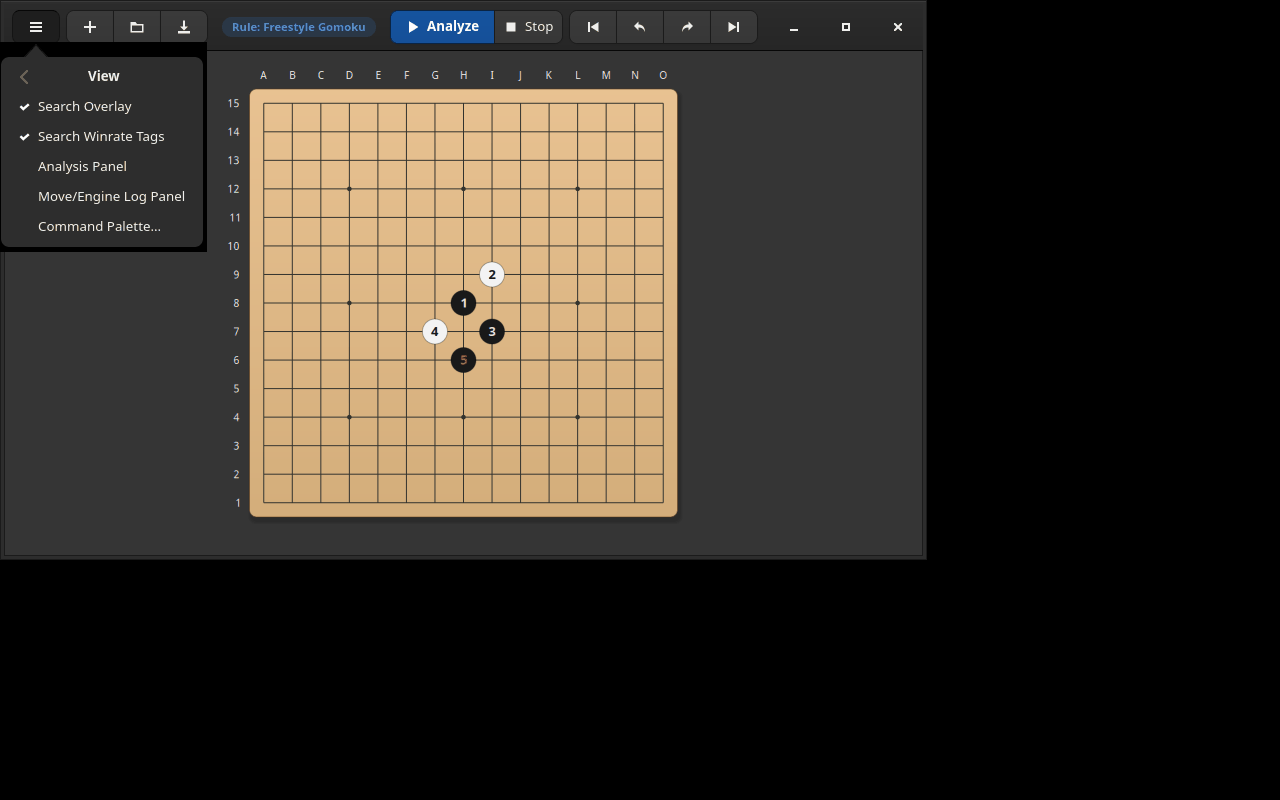 Rule: Freestyle Gomoku
Analyze
Stop
View
Search Overlay
Search Winrate Tags
Analysis Panel
Move/Engine Log Panel
Command Palette...
A B C D E F G H I J K L M N O
15
14
13
12
11
10
9
8
7
6
5
4
3
2
1
2
1
4 3
5